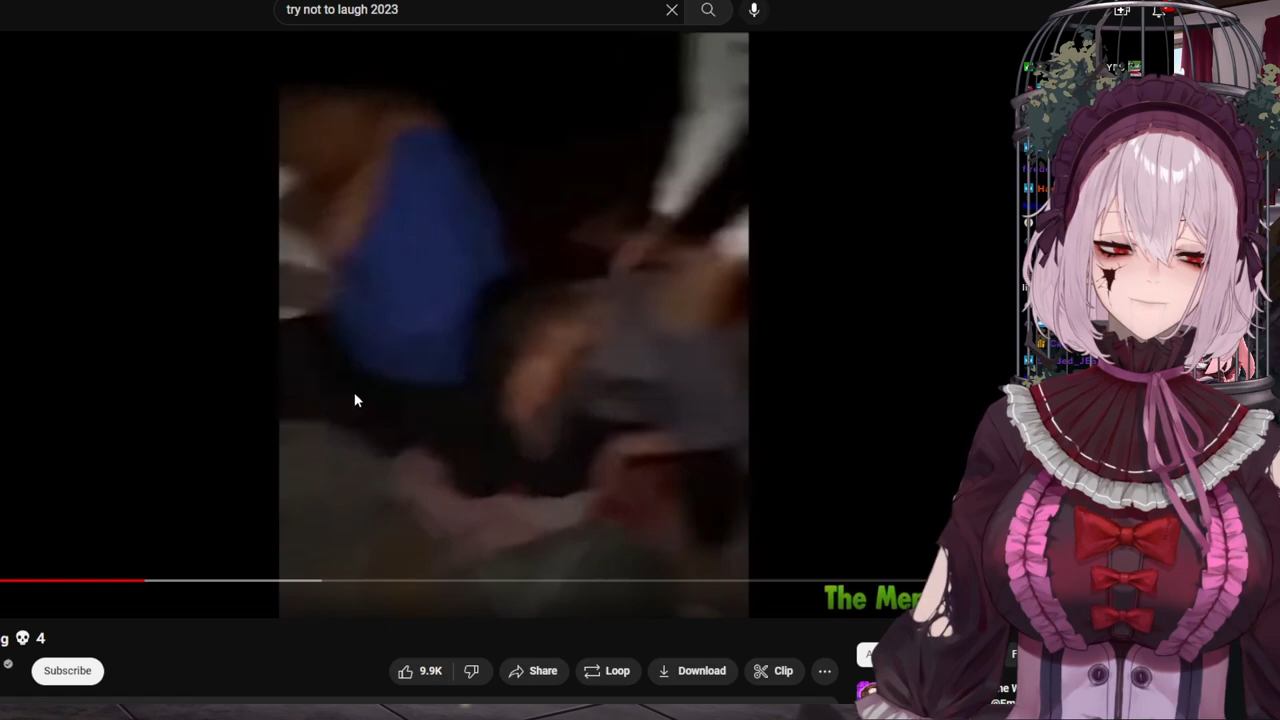 try not to laugh 2023
The Mer
g 💀 4
Subscribe
9.9K
Share
Loop
Download
Clip